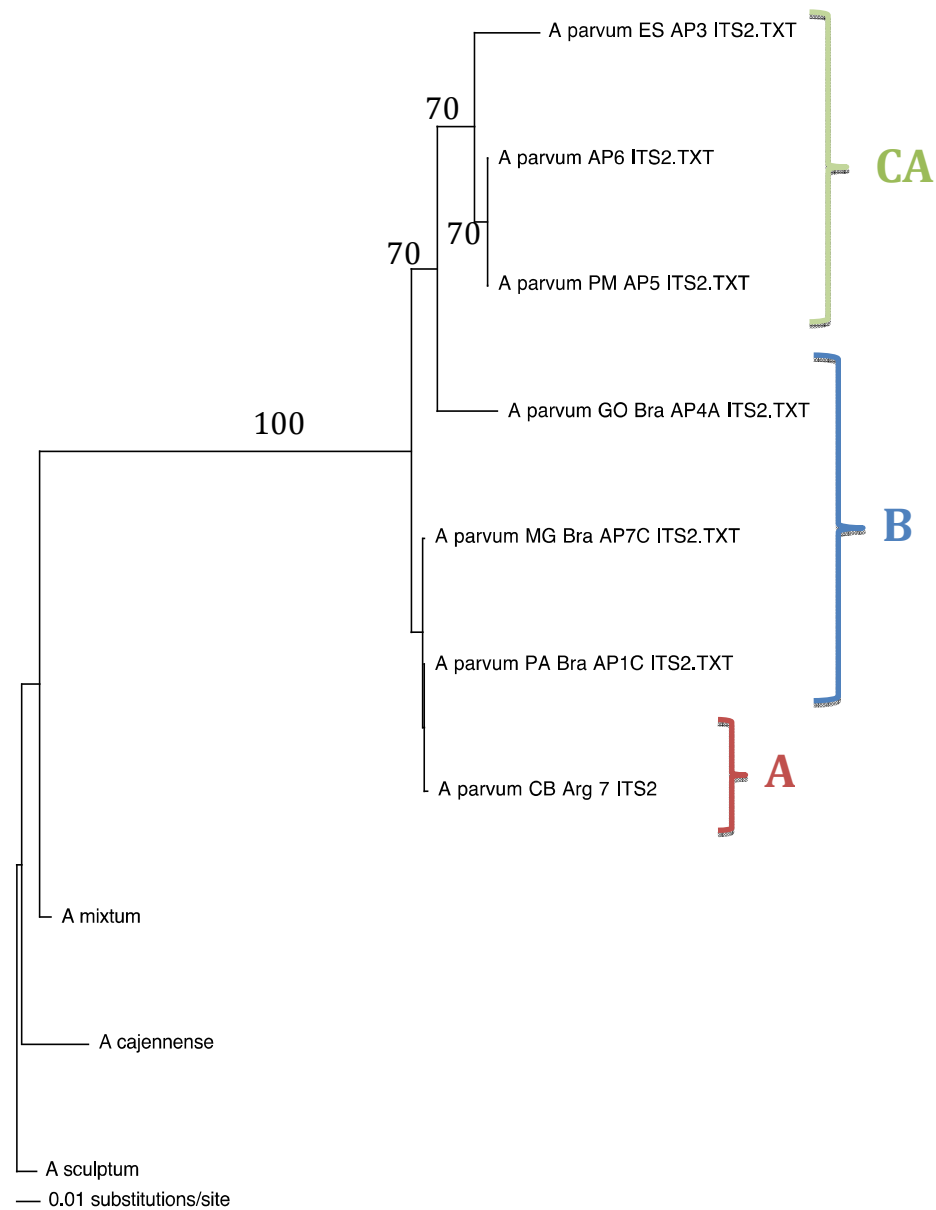 A parvum ES AP3 ITS2.TXT
70
A parvum AP6 ITS2.TXT
CA
70
70
A parvum PM AP5 ITS2.TXT
A parvum GO Bra AP4A ITS2.TXT
100
B
A parvum MG Bra AP7C ITS2.TXT
A parvum PA Bra AP1C ITS2.TXT
A
A parvum CB Arg 7 ITS2
A mixtum
A cajennense
A sculptum
0.01 substitutions/site